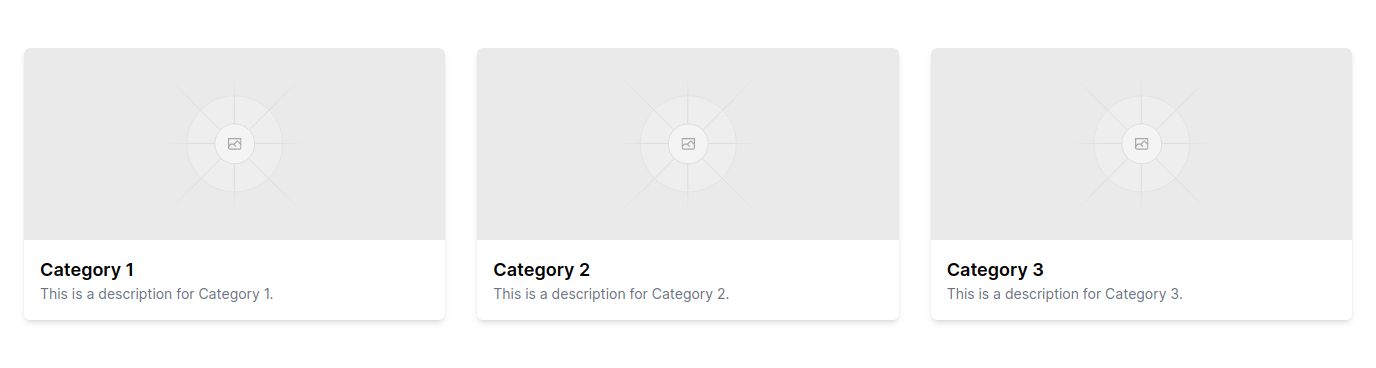 Category 1
This is a description for Category 1.
Category 2
This is a description for Category 2.
Category 3
This is a description for Category 3.